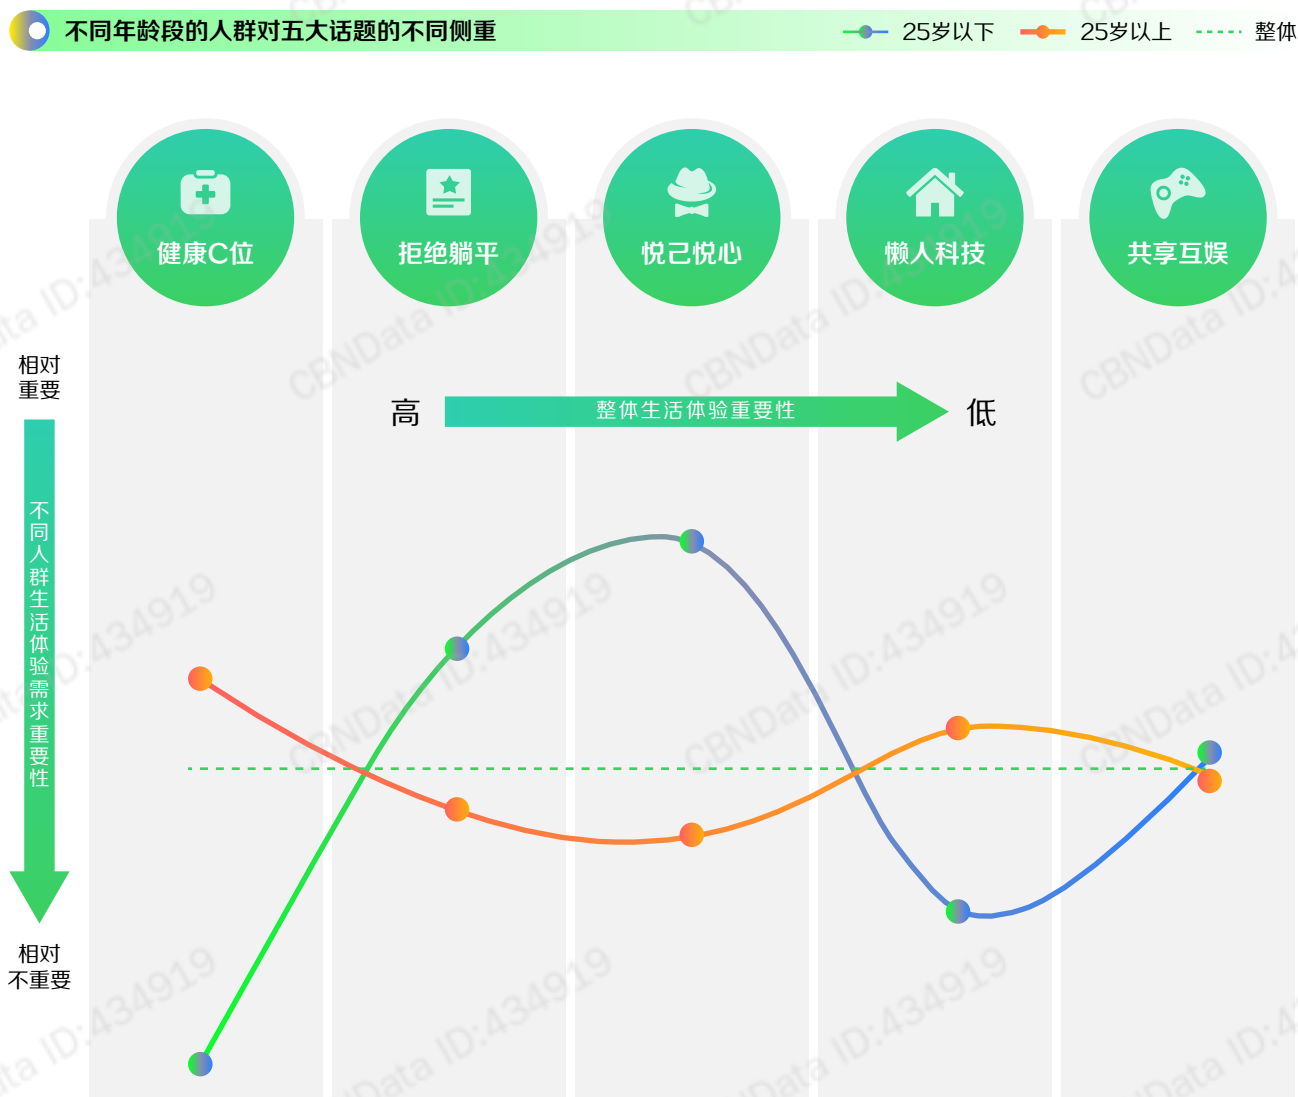 不同年龄段的人群对五大话题的不同侧重
25岁以下
25岁以上
整体
健康C位
拒绝躺平
悦己悦心
懒人科技
共享互娱
相对
重要
高
整体生活体验重要性
低
不同人群生活体验需求重要性
相对
不重要
CBNData ID:434919